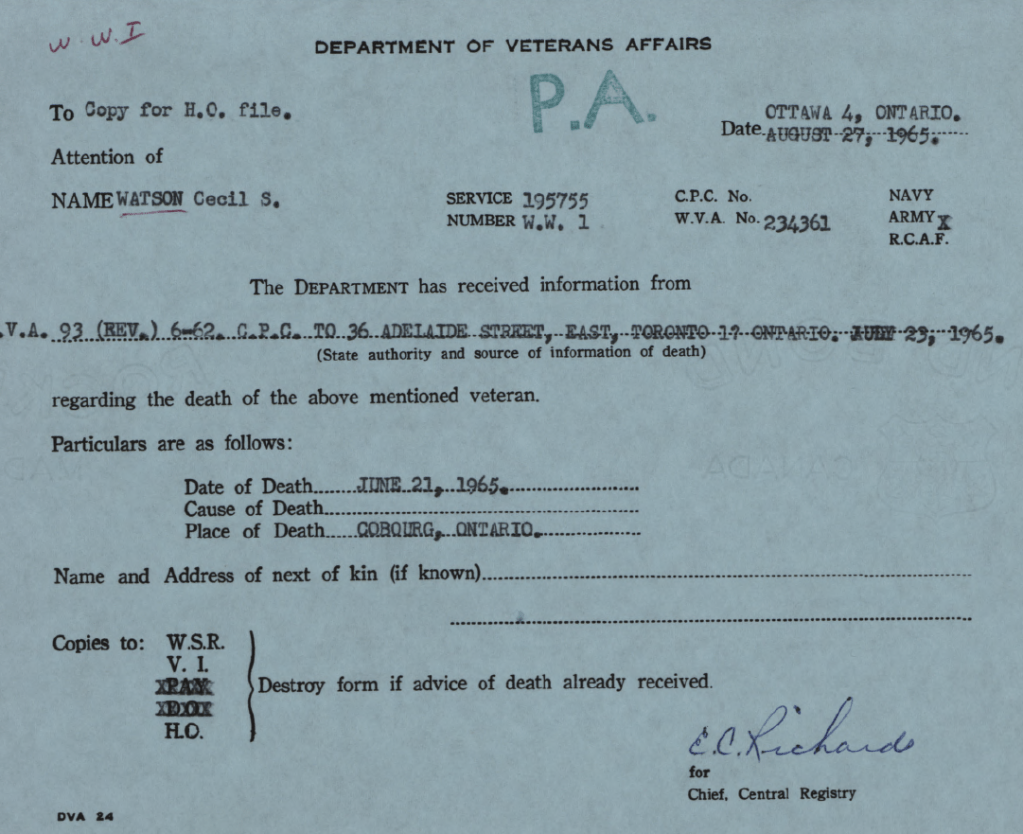 W.W.I
DEPARTMENT OF VETERANS AFFAIRS
P.A.
To Copy for H.O. file.
OTTAWA 4, ONTARIO.
Date AUGUST 27, 1965.
Attention of
NAME WATSON Cecil S.
SERVICE 195755
NUMBER W.W. 1
C.P.C. No.
W.V.A. No. 234361
NAVY
ARMY X
R.C.A.F.
The DEPARTMENT has received information from
.V.A. 93 (REV.) 6-62. C.P.C. TO 36 ADELAIDE STREET, EAST, TORONTO 1 ONTARIO. JULY 23, 1965.
(State authority and source of information of death)
regarding the death of the above mentioned veteran.
Particulars are as follows:
Date of Death JUNE 21, 1965.
Cause of Death
Place of Death COBOURG, ONTARIO.
Name and Address of next of kin (if known)
Copies to: W.S.R.
V. I.
PAY
H.O.
Destroy form if advice of death already received.
E.C. Richards
for
Chief, Central Registry
DVA 24